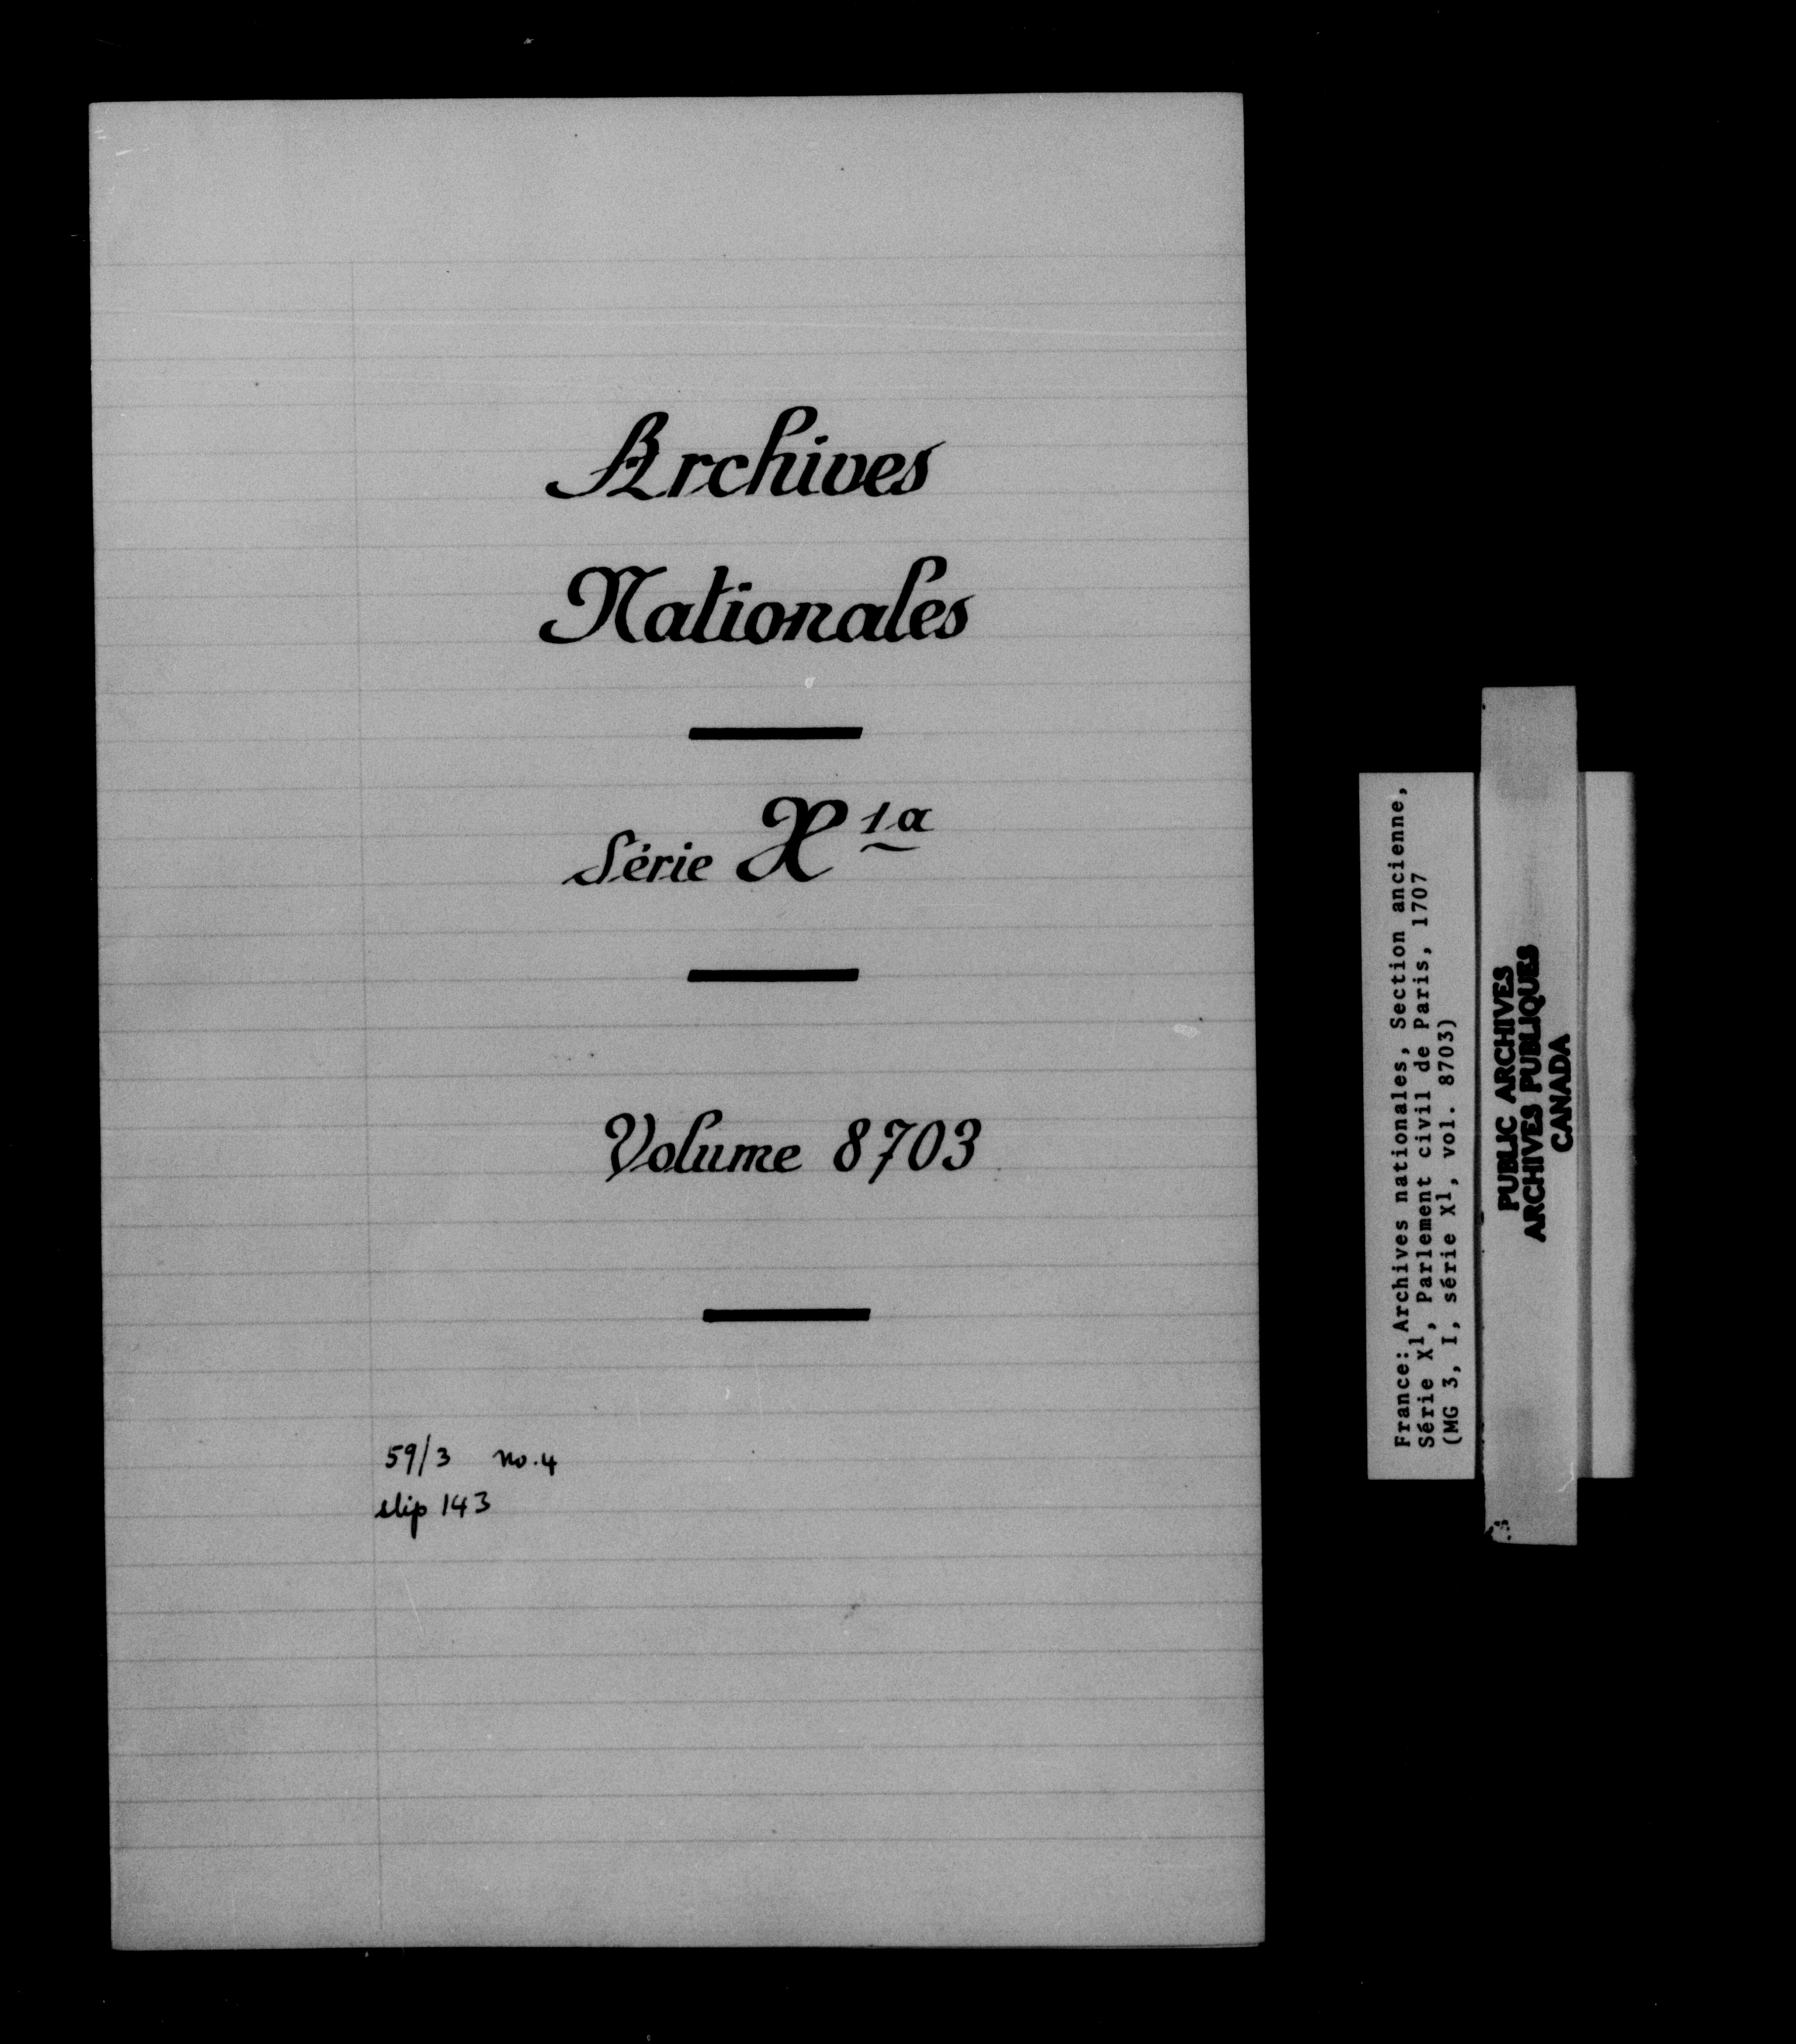 Archives
Nationales
Série X 1a
Volume 8703
59/3 no. 4
slip 143
France: Archives nationales, Section ancienne,
Série X1, Parlement civil de Paris, 1707
(MG 3, I, série X1, vol. 8703)
PUBLIC ARCHIVES
ARCHIVES PUBLIQUES
CANADA